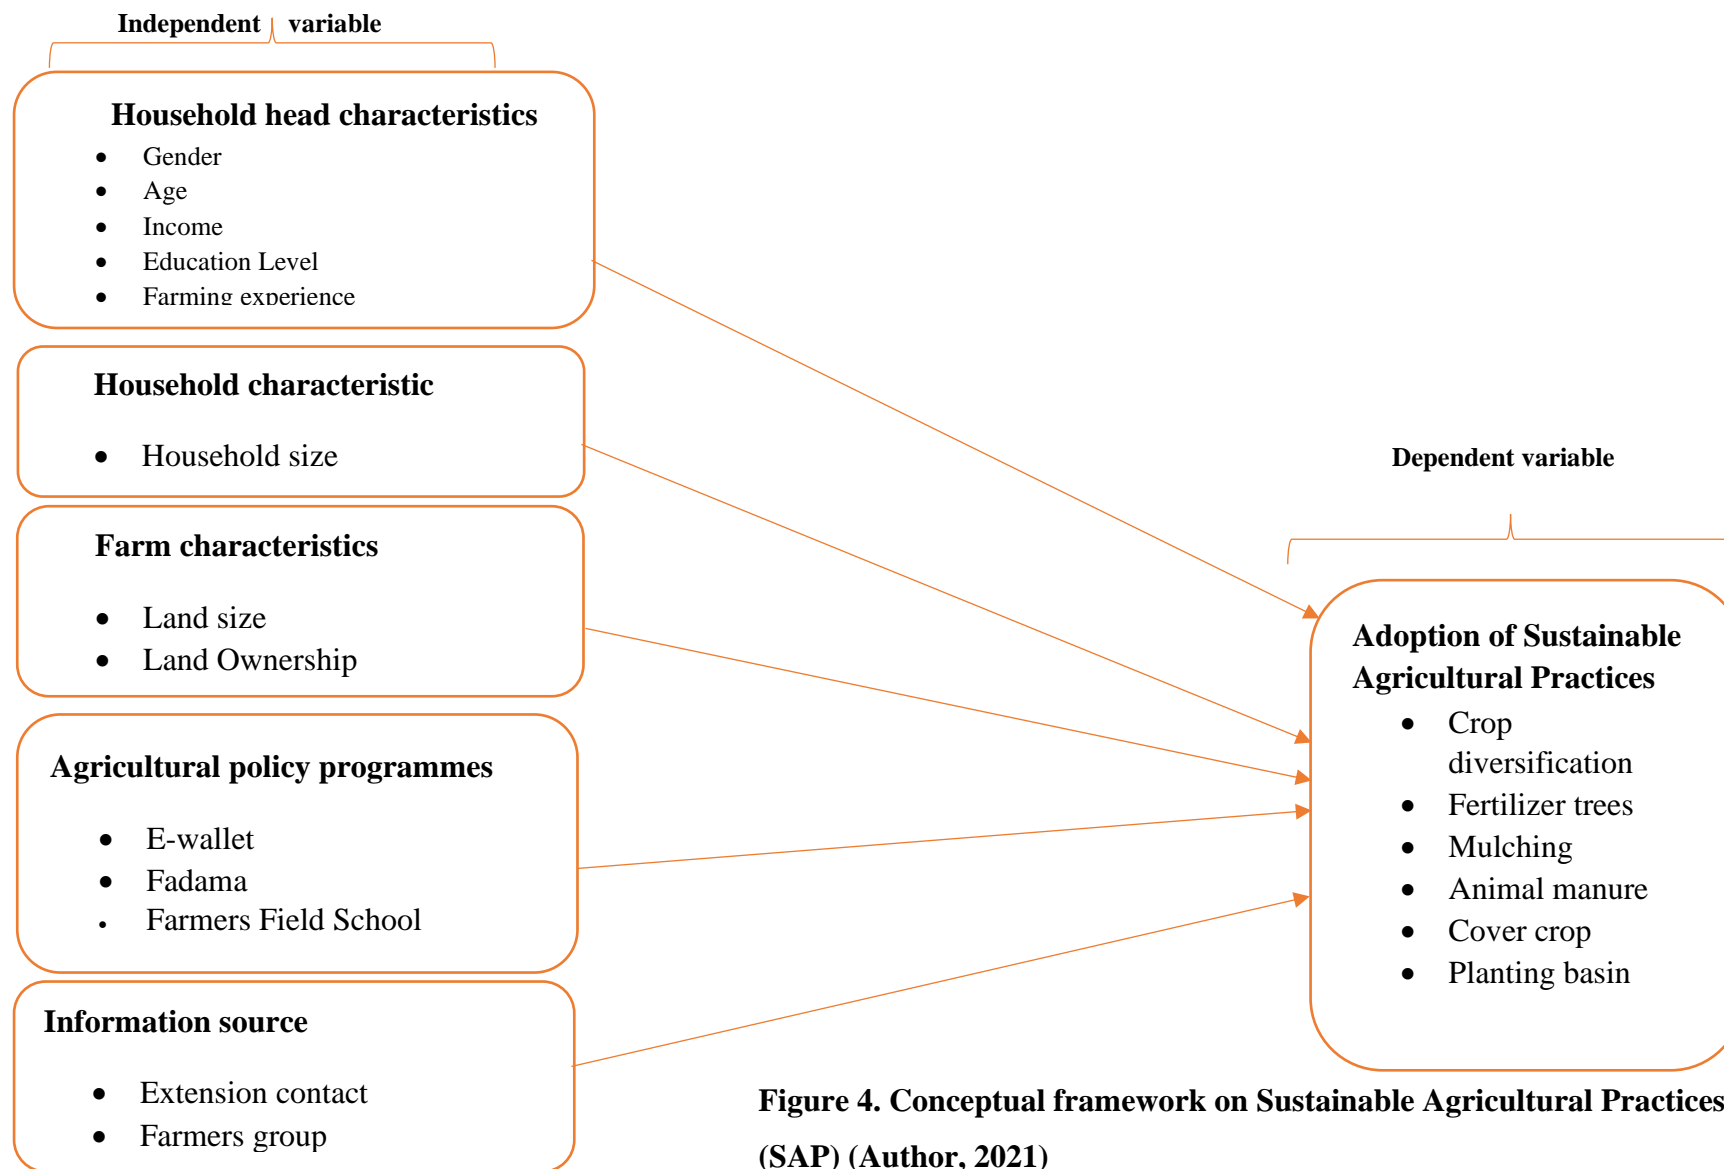 Independent variable
Household head characteristics
• Gender
• Age
• Income
• Education Level
• Farming experience
Household characteristic
• Household size
Farm characteristics
• Land size
• Land Ownership
Agricultural policy programmes
• E-wallet
• Fadama
• Farmers Field School
Information source
• Extension contact
• Farmers group
Dependent variable
Adoption of Sustainable
Agricultural Practices
• Crop
diversification
• Fertilizer trees
• Mulching
• Animal manure
• Cover crop
• Planting basin
Figure 4. Conceptual framework on Sustainable Agricultural Practices
(SAP) (Author, 2021)